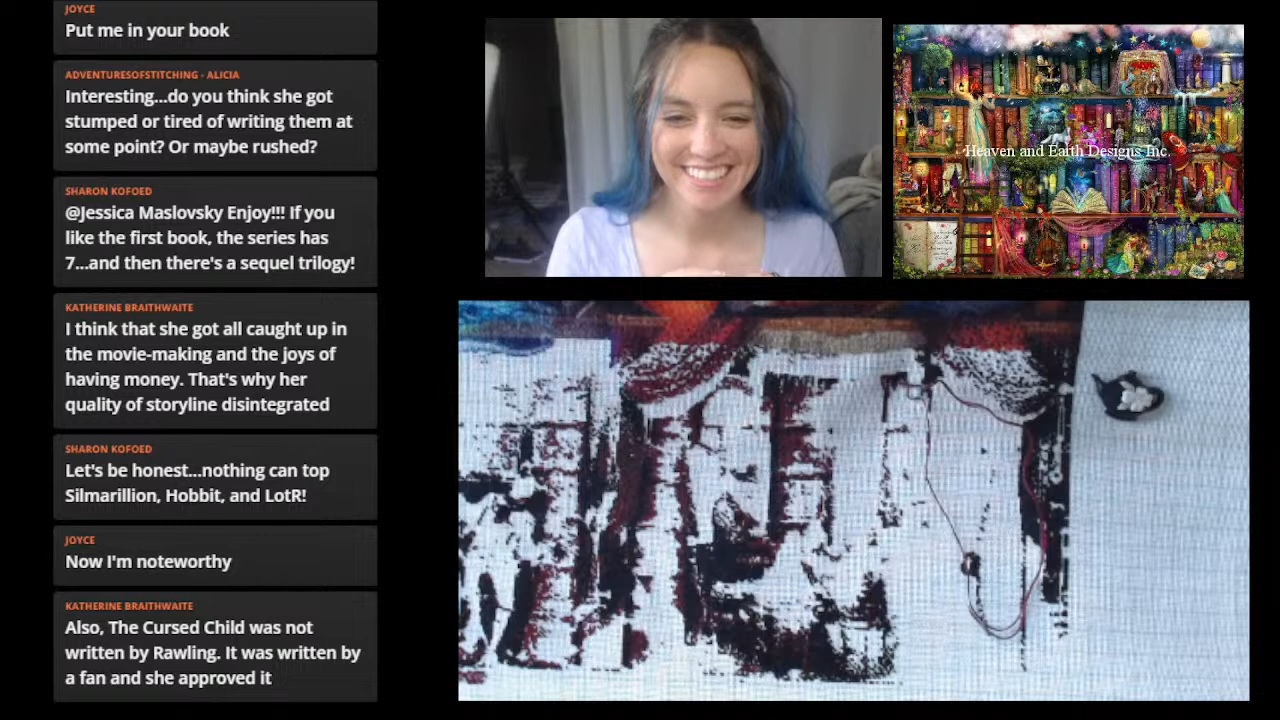 JOYCE
Put me in your book
ADVENTURESOFSTITCHING - ALICIA
Interesting...do you think she got
stumped or tired of writing them at
some point? Or maybe rushed?
SHARON KOFOED
@Jessica Maslovsky Enjoy!!! If you
like the first book, the series has
7...and then there's a sequel trilogy!
KATHERINE BRAITHWAITE
I think that she got all caught up in
the movie-making and the joys of
having money. That's why her
quality of storyline disintegrated
SHARON KOFOED
Let's be honest...nothing can top
Silmarillion, Hobbit, and LotR!
JOYCE
Now I'm noteworthy
KATHERINE BRAITHWAITE
Also, The Cursed Child was not
written by Rawling. It was written by
a fan and she approved it
Heaven and Earth Designs Inc.